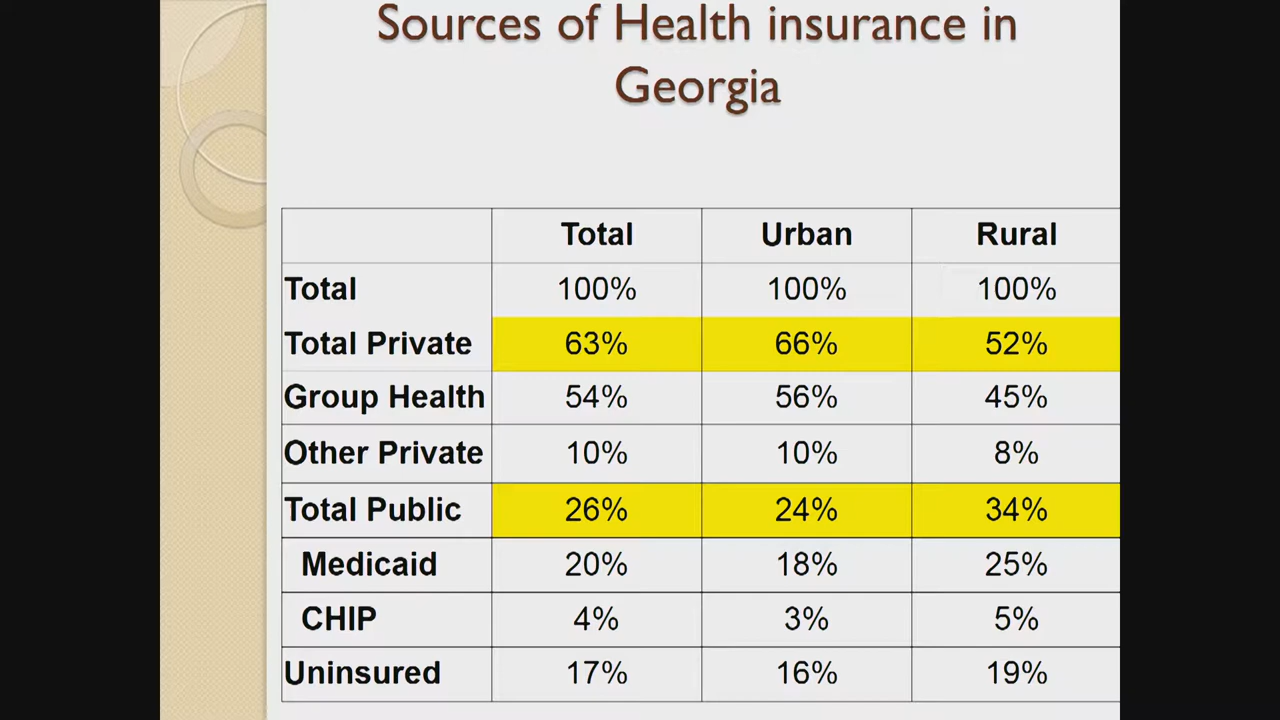 Sources of Health insurance in
Georgia
Total Urban Rural
Total 100% 100% 100%
Total Private 63% 66% 52%
Group Health 54% 56% 45%
Other Private 10% 10% 8%
Total Public 26% 24% 34%
Medicaid 20% 18% 25%
CHIP 4% 3% 5%
Uninsured 17% 16% 19%